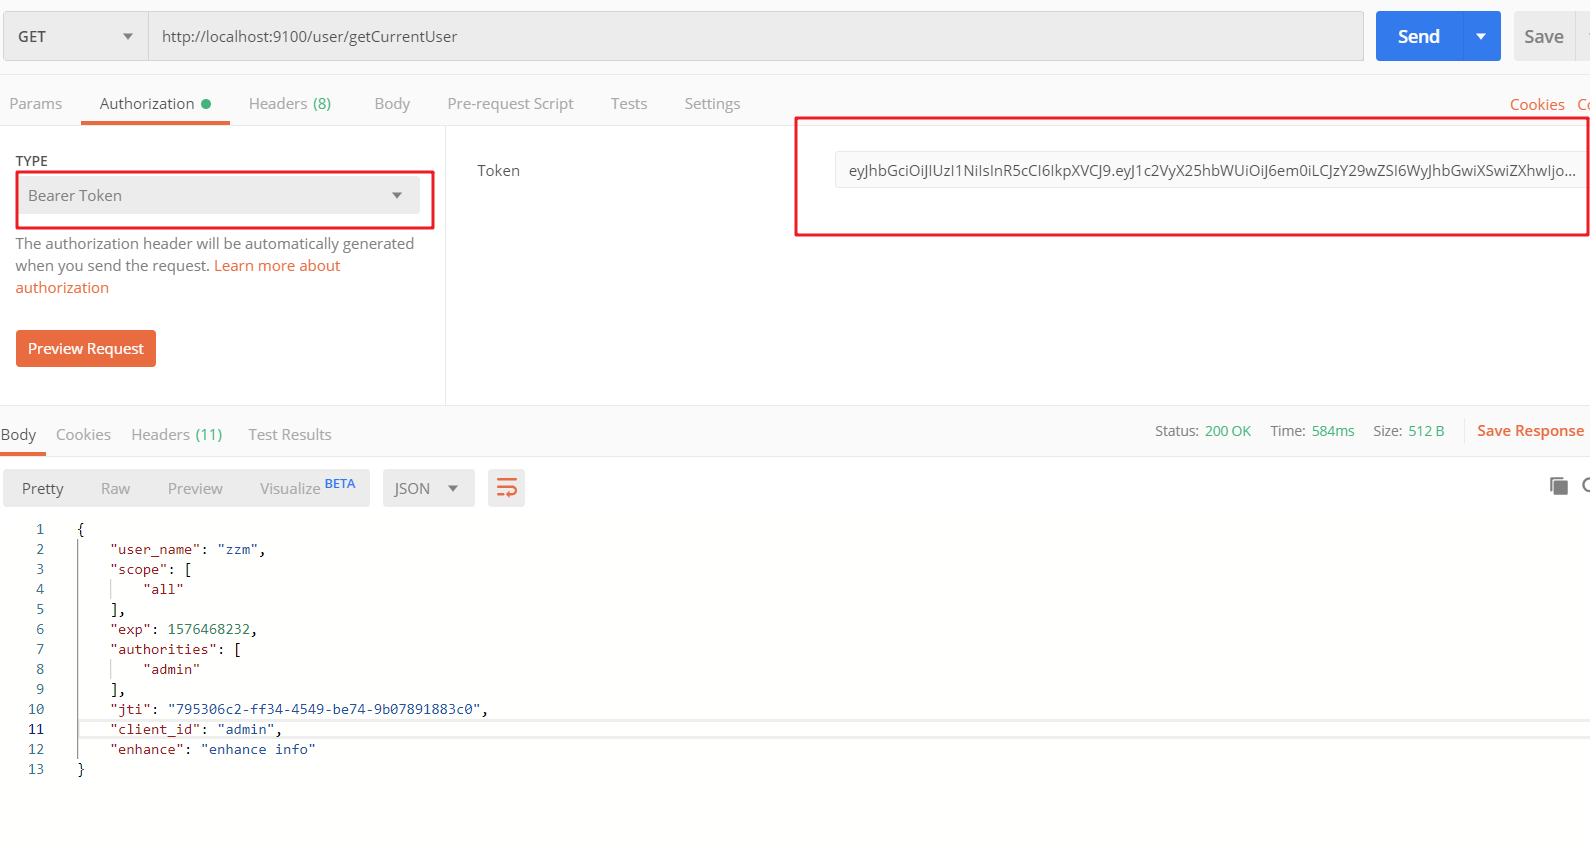 GET http://localhost:9100/user/getCurrentUser Send Save
Params Authorization Headers (8) Body Pre-request Script Tests Settings Cookies
TYPE
Bearer Token
Token
eyJhbGciOiJIUzI1NiIsInR5cCI6IkpXVCJ9.eyJ1c2VyX25hbWUiOiJ6em0iLCJzY29wZSI6WyJhbGwiXSwiZXhwIjo...
The authorization header will be automatically generated
when you send the request. Learn more about
authorization
Preview Request
Body Cookies Headers (11) Test Results Status: 200 OK Time: 584ms Size: 512 B Save Response
Pretty Raw Preview Visualize BETA JSON
1 {
2 "user_name": "zzm",
3 "scope": [
4 "all"
5 ],
6 "exp": 1576468232,
7 "authorities": [
8 "admin"
9 ],
10 "jti": "795306c2-ff34-4549-be74-9b07891883c0",
11 "client_id": "admin",
12 "enhance": "enhance info"
13 }